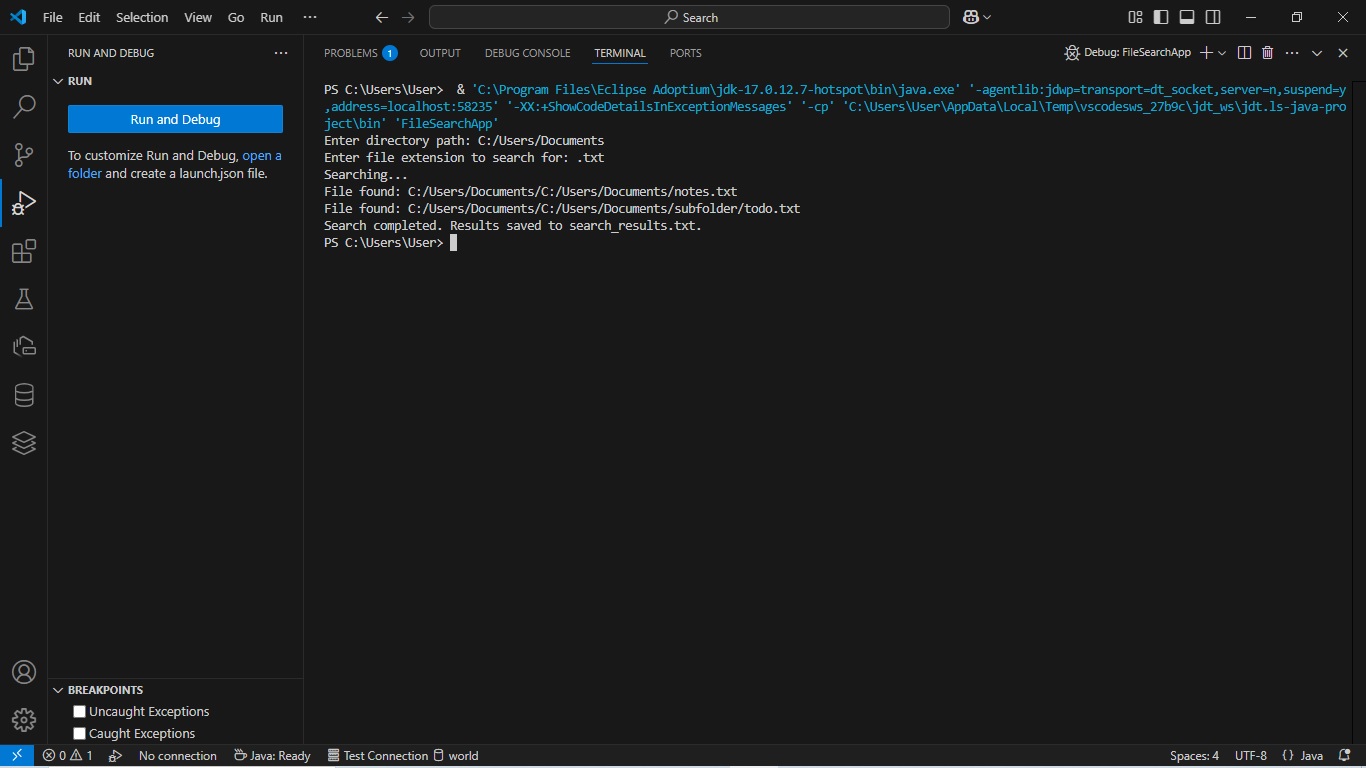 File Edit Selection View Go Run ··· Search
RUN AND DEBUG ···
RUN
Run and Debug
To customize Run and Debug, open a
folder and create a launch.json file.
PROBLEMS 1 OUTPUT DEBUG CONSOLE TERMINAL PORTS Debug: FileSearchApp
PS C:\Users\User>  & 'C:\Program Files\Eclipse Adoptium\jdk-17.0.12.7-hotspot\bin\java.exe' '-agentlib:jdwp=transport=dt_socket,server=n,suspend=y
,address=localhost:58235' '-XX:+ShowCodeDetailsInExceptionMessages' '-cp' 'C:\Users\User\AppData\Local\Temp\vscodesws_27b9c\jdt_ws\jdt.ls-java-pro
ject\bin' 'FileSearchApp'
Enter directory path: C:/Users/Documents
Enter file extension to search for: .txt
Searching...
File found: C:/Users/Documents/C:/Users/Documents/notes.txt
File found: C:/Users/Documents/C:/Users/Documents/subfolder/todo.txt
Search completed. Results saved to search_results.txt.
PS C:\Users\User>
BREAKPOINTS
Uncaught Exceptions
Caught Exceptions
0 1 No connection Java: Ready Test Connection world Spaces: 4 UTF-8 {} Java